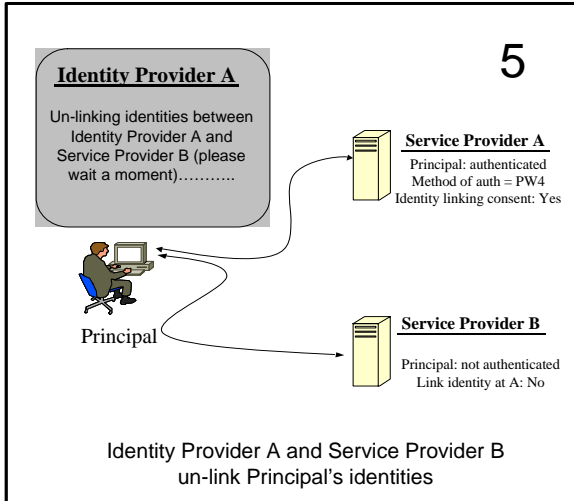 5
Identity Provider A
Un-linking identities between
Identity Provider A and
Service Provider B (please
wait a moment)………..
Service Provider A
Principal: authenticated
Method of auth = PW4
Identity linking consent: Yes
Principal
Service Provider B
Principal: not authenticated
Link identity at A: No
Identity Provider A and Service Provider B
un-link Principal's identities